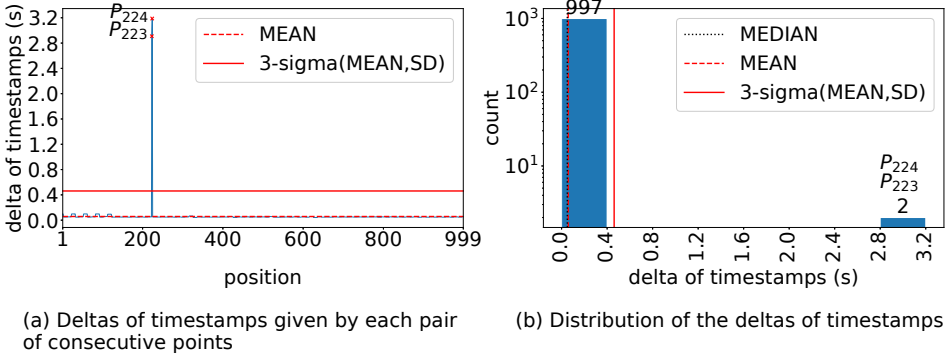 P224
P223
3.2
2.8
2.4
2.0
1.6
1.2
0.8
0.4
0.0
delta of timestamps (s)
MEAN
3-sigma(MEAN,SD)
1 200 400 600 800 999
position
(a) Deltas of timestamps given by each pair
of consecutive points
997
10³
10²
10¹
count
MEDIAN
MEAN
3-sigma(MEAN,SD)
P224
P223
2
0.0 0.4 0.8 1.2 1.6 2.0 2.4 2.8 3.2
delta of timestamps (s)
(b) Distribution of the deltas of timestamps